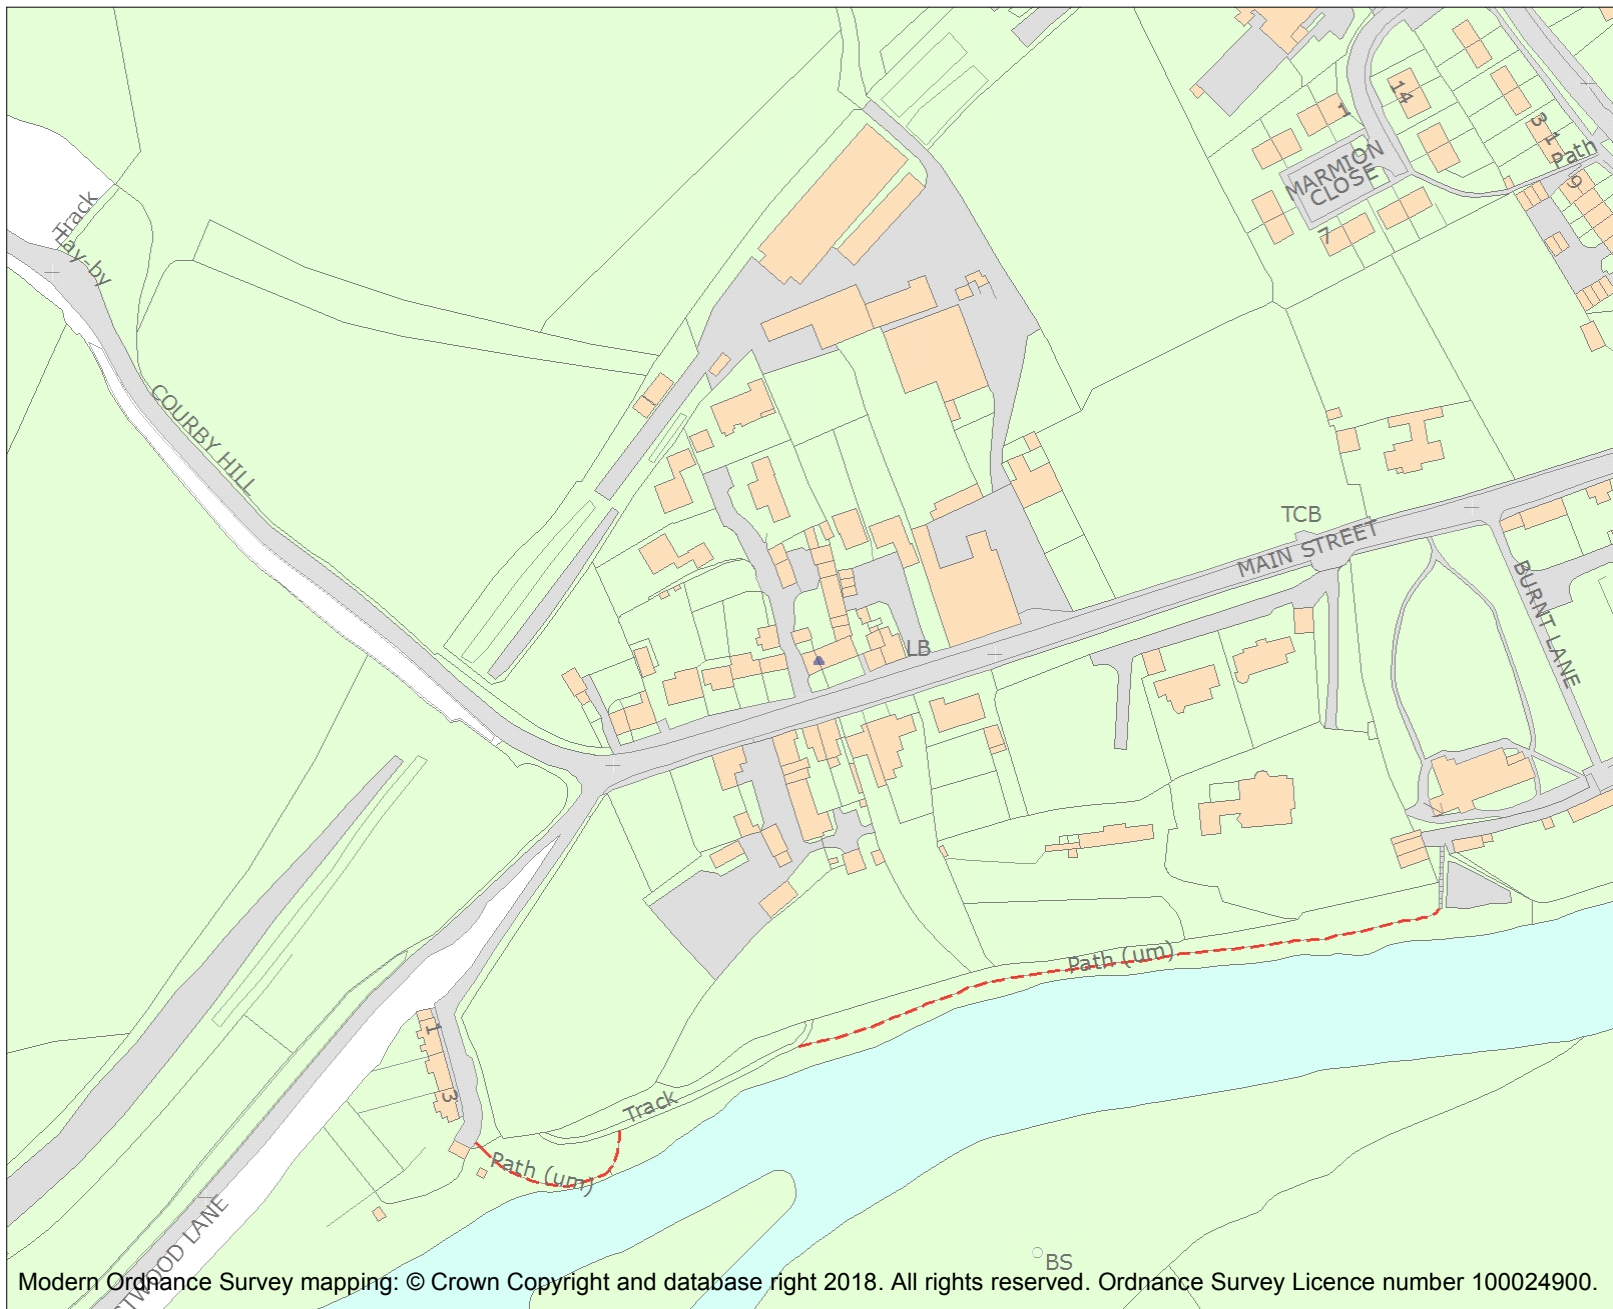 14
1
3
1
Path
MARMION
CLOSE
9
7
Track
Lay-by
COURBY HILL
TCB
MAIN STREET
BURNT LANE
LB
Path (um)
1
3
Track
Path (um)
TWOOD LANE
BS
Modern Ordnance Survey mapping: © Crown Copyright and database right 2018. All rights reserved. Ordnance Survey Licence number 100024900.